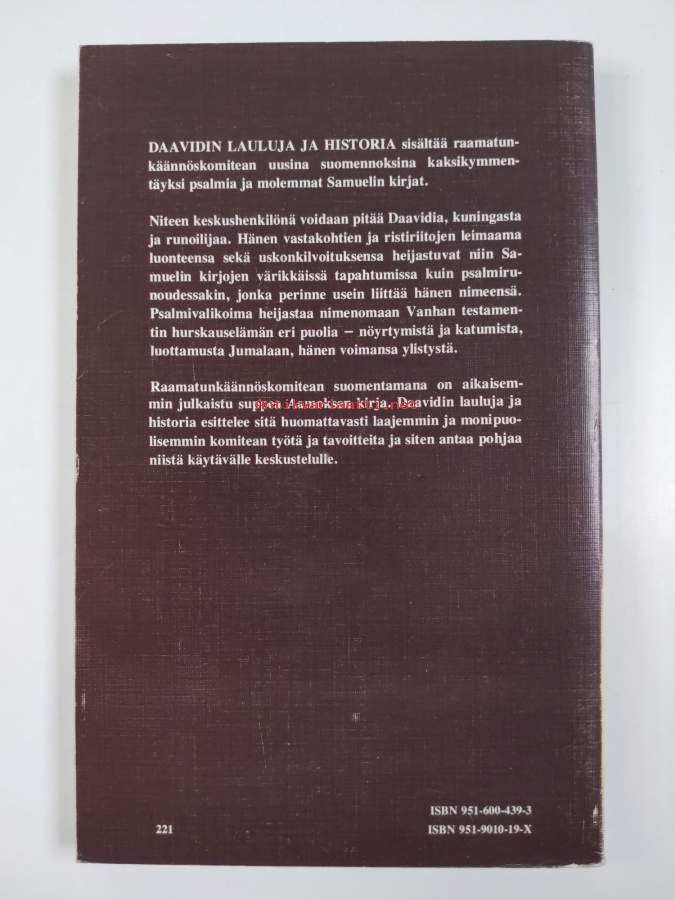 DAAVIDIN LAULUJA JA HISTORIA sisältää raamatun-
käännöskomitean uusina suomennoksina kaksikymmen-
täyksi psalmia ja molemmat Samuelin kirjat.
Niteen keskushenkilönä voidaan pitää Daavidia, kuningasta
ja runoilijaa. Hänen vastakohtien ja ristiriitojen leimaama
luonteensa sekä uskonkilvoituksensa heijastuvat niin Sa-
muelin kirjojen värikkäissä tapahtumissa kuin psalmiru-
noudessakin, jonka perinne usein liittää hänen nimeensä.
Psalmivalikoima heijastaa nimenomaan Vanhan testamen-
tin hurskauselämän eri puolia — nöyrtymistä ja katumista,
luottamusta Jumalaan, hänen voimansa ylistystä.
Raamatunkäännöskomitean suomentamana on aikaisem-
min julkaistu suppea Aamoksen kirja. Daavidin lauluja ja
historia esittelee sitä huomattavasti laajemmin ja monipuo-
lisemmin komitean työtä ja tavoitteita ja siten antaa pohjaa
niistä käytävälle keskustelulle.
ISBN 951-600-439-3
221 ISBN 951-9010-19-X